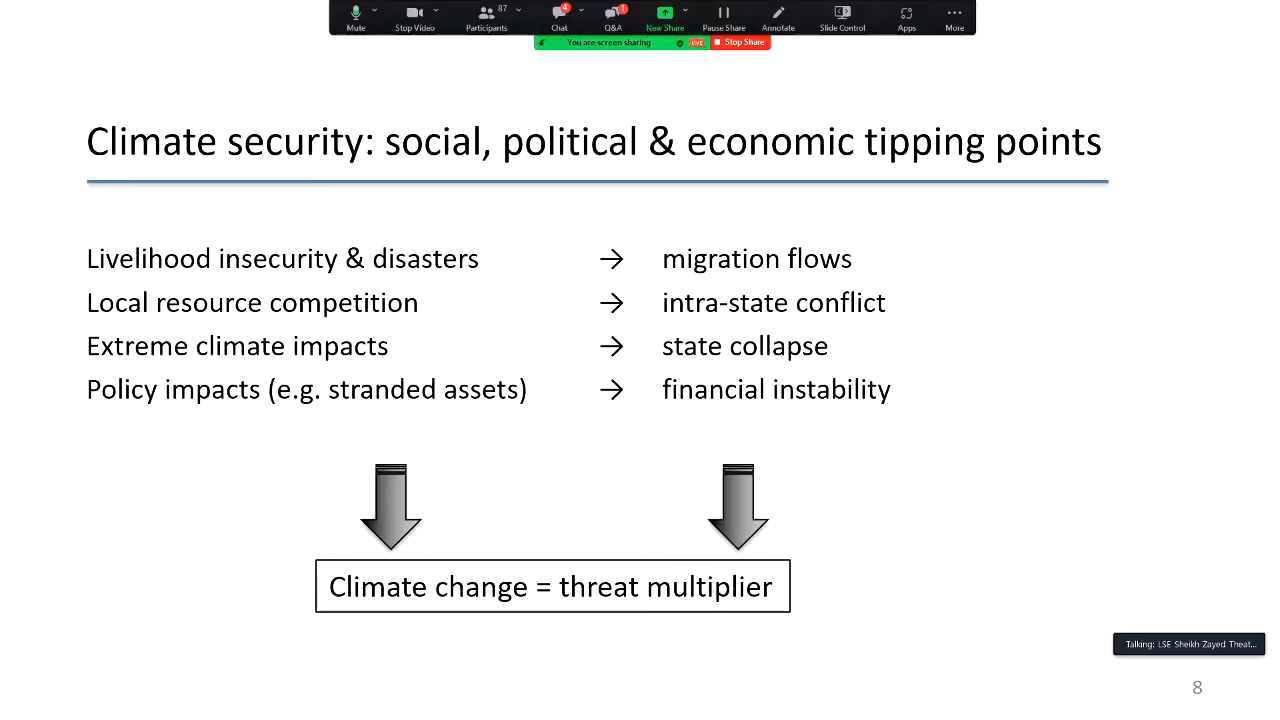 87
4
1
Mute
Stop Video
Participants
Chat
Q&A
New Share
Pause Share
Annotate
Slide Control
Apps
More
You are screen sharing
LIVE
Stop Share
Climate security: social, political & economic tipping points
Livelihood insecurity & disasters → migration flows
Local resource competition → intra-state conflict
Extreme climate impacts → state collapse
Policy impacts (e.g. stranded assets) → financial instability
Climate change = threat multiplier
Talking: LSE Sheikh Zayed Theat...
8